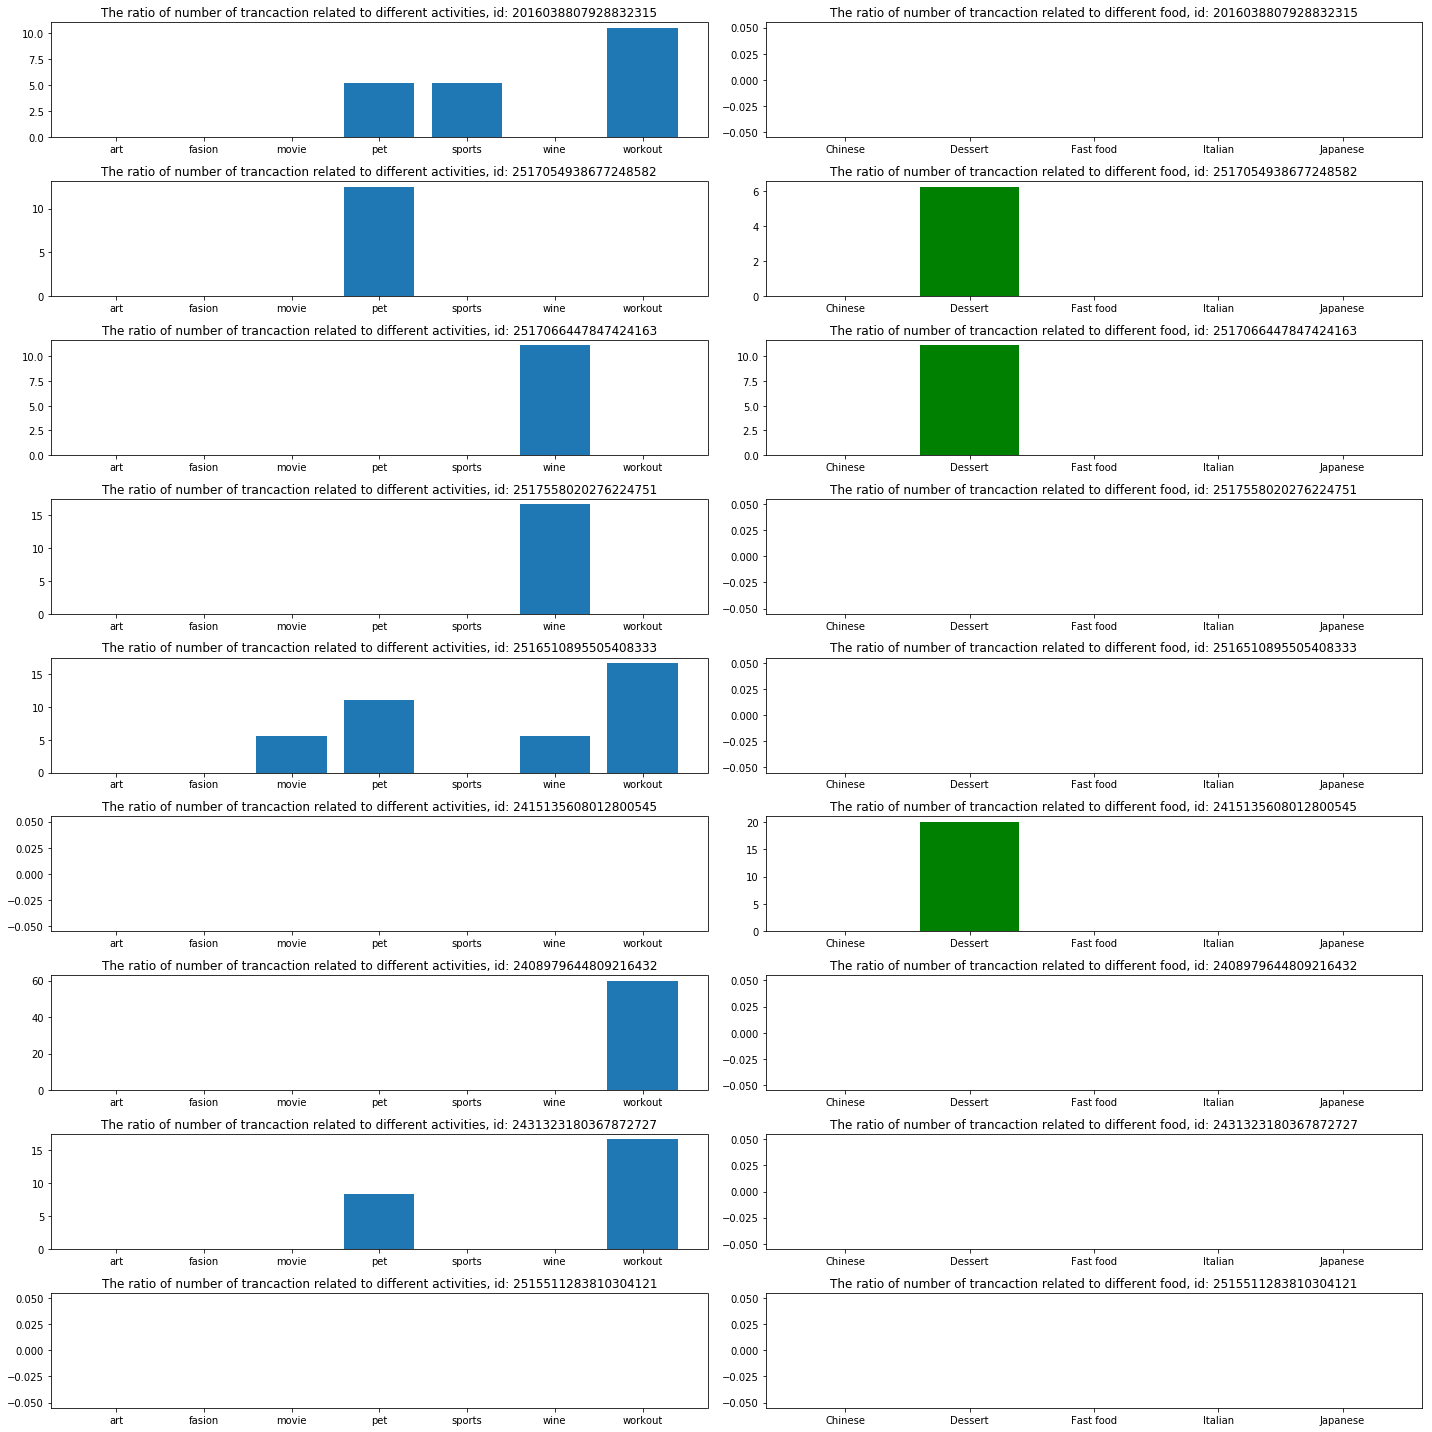 The ratio of number of trancaction related to different activities, id: 2016038807928832315
10.0
7.5
5.0
2.5
0.0
art fasion movie pet sports wine workout
The ratio of number of trancaction related to different food, id: 2016038807928832315
0.050
0.025
0.000
−0.025
−0.050
Chinese Dessert Fast food Italian Japanese
The ratio of number of trancaction related to different activities, id: 2517054938677248582
10
5
0
art fasion movie pet sports wine workout
The ratio of number of trancaction related to different food, id: 2517054938677248582
6
4
2
0
Chinese Dessert Fast food Italian Japanese
The ratio of number of trancaction related to different activities, id: 2517066447847424163
10.0
7.5
5.0
2.5
0.0
art fasion movie pet sports wine workout
The ratio of number of trancaction related to different food, id: 2517066447847424163
10.0
7.5
5.0
2.5
0.0
Chinese Dessert Fast food Italian Japanese
The ratio of number of trancaction related to different activities, id: 2517558020276224751
15
10
5
0
art fasion movie pet sports wine workout
The ratio of number of trancaction related to different food, id: 2517558020276224751
0.050
0.025
0.000
−0.025
−0.050
Chinese Dessert Fast food Italian Japanese
The ratio of number of trancaction related to different activities, id: 2516510895505408333
15
10
5
0
art fasion movie pet sports wine workout
The ratio of number of trancaction related to different food, id: 2516510895505408333
0.050
0.025
0.000
−0.025
−0.050
Chinese Dessert Fast food Italian Japanese
The ratio of number of trancaction related to different activities, id: 2415135608012800545
0.050
0.025
0.000
−0.025
−0.050
art fasion movie pet sports wine workout
The ratio of number of trancaction related to different food, id: 2415135608012800545
20
15
10
5
0
Chinese Dessert Fast food Italian Japanese
The ratio of number of trancaction related to different activities, id: 2408979644809216432
60
40
20
0
art fasion movie pet sports wine workout
The ratio of number of trancaction related to different food, id: 2408979644809216432
0.050
0.025
0.000
−0.025
−0.050
Chinese Dessert Fast food Italian Japanese
The ratio of number of trancaction related to different activities, id: 2431323180367872727
15
10
5
0
art fasion movie pet sports wine workout
The ratio of number of trancaction related to different food, id: 2431323180367872727
0.050
0.025
0.000
−0.025
−0.050
Chinese Dessert Fast food Italian Japanese
The ratio of number of trancaction related to different activities, id: 2515511283810304121
0.050
0.025
0.000
−0.025
−0.050
art fasion movie pet sports wine workout
The ratio of number of trancaction related to different food, id: 2515511283810304121
0.050
0.025
0.000
−0.025
−0.050
Chinese Dessert Fast food Italian Japanese